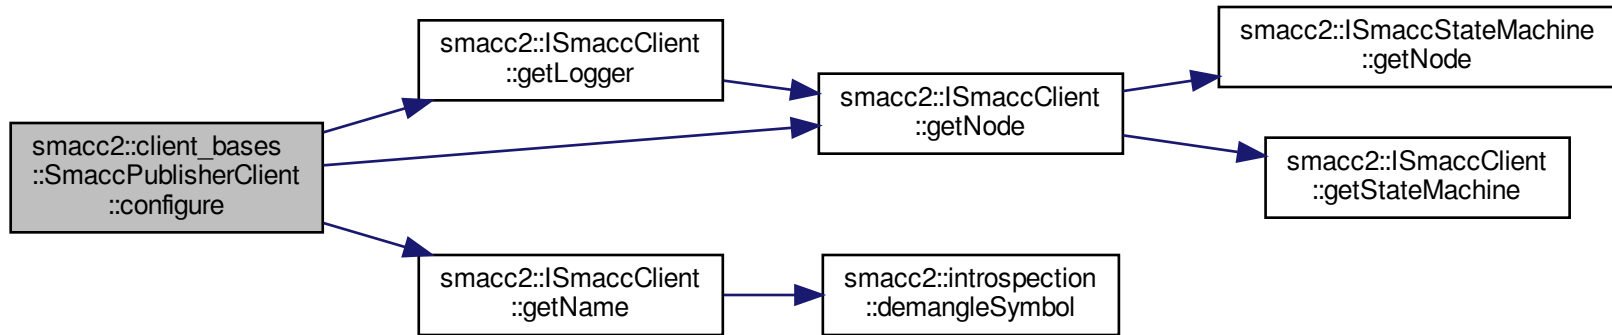 smacc2::client_bases
::SmaccPublisherClient
::configure
smacc2::ISmaccClient
::getLogger
smacc2::ISmaccClient
::getName
smacc2::ISmaccClient
::getNode
smacc2::introspection
::demangleSymbol
smacc2::ISmaccStateMachine
::getNode
smacc2::ISmaccClient
::getStateMachine